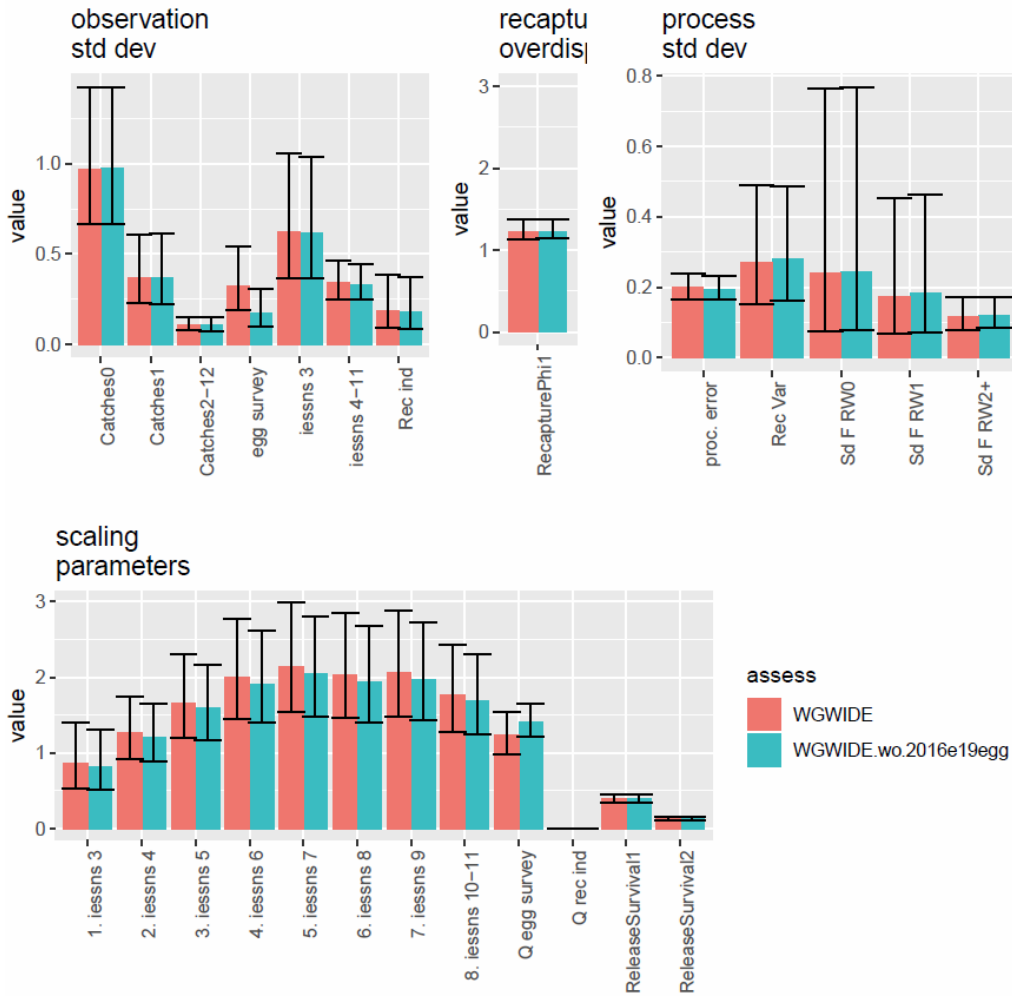 observation
std dev
recaptu
overdisp
process
std dev
value
1.0
0.5
0.0
Catches0
Catches1
Catches2−12
egg survey
iessns 3
iessns 4−11
Rec ind
value
3
2
1
0
RecapturePhi1
value
0.8
0.6
0.4
0.2
0.0
proc. error
Rec Var
Sd F RW0
Sd F RW1
Sd F RW2+
scaling
parameters
value
3
2
1
0
1. iessns 3
2. iessns 4
3. iessns 5
4. iessns 6
5. iessns 7
6. iessns 8
7. iessns 9
8. iessns 10−11
Q egg survey
Q rec ind
ReleaseSurvival1
ReleaseSurvival2
assess
WGWIDE
WGWIDE.wo.2016e19egg